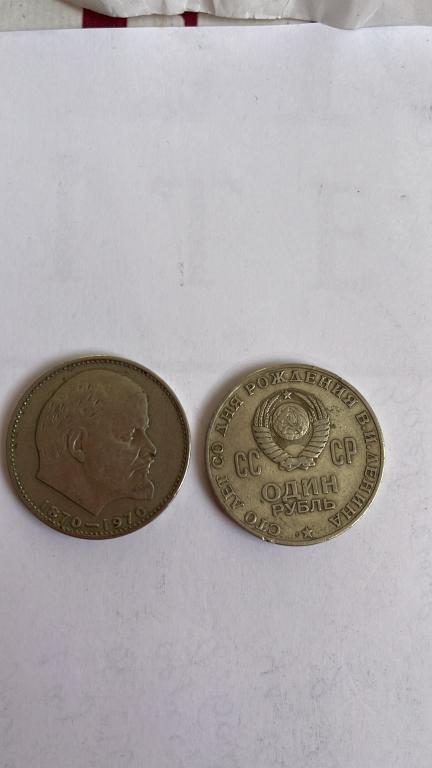 1870—1970
СТО ЛЕТ СО ДНЯ РОЖДЕНИЯ В.И.ЛЕНИНА
СС СР
ОДИН
РУБЛЬ